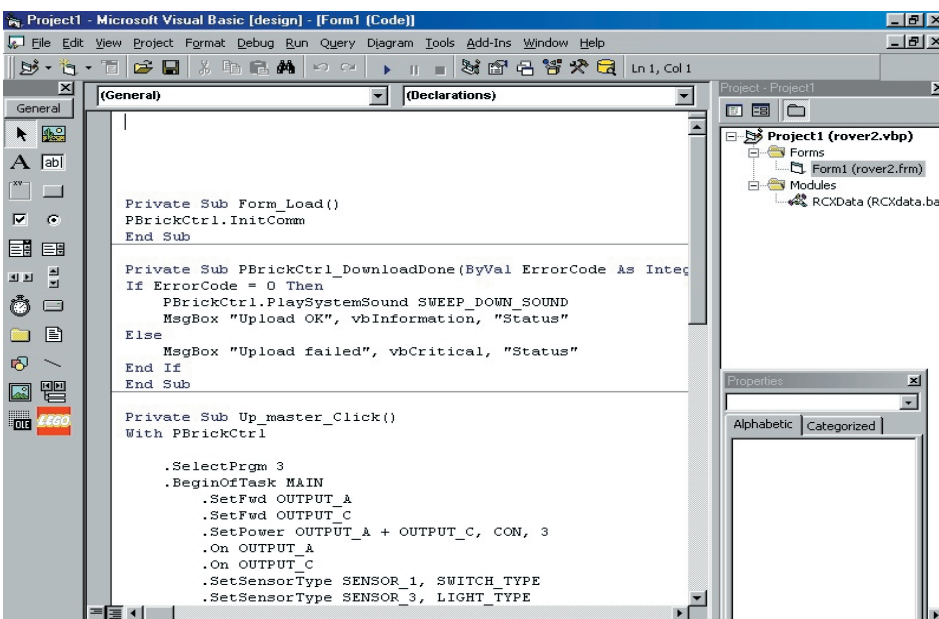 Project1 - Microsoft Visual Basic [design] - [Form1 (Code)]
File Edit View Project Format Debug Run Query Diagram Tools Add-Ins Window Help
Ln 1, Col 1
General
A
ab|
xv
OLE
LEGO
(General)
(Declarations)
Private Sub Form_Load()
PBrickCtrl.InitComm
End Sub
Private Sub PBrickCtrl_DownloadDone(ByVal ErrorCode As Integ
If ErrorCode = 0 Then
PBrickCtrl.PlaySystemSound SWEEP_DOWN_SOUND
MsgBox "Upload OK", vbInformation, "Status"
Else
MsgBox "Upload failed", vbCritical, "Status"
End If
End Sub
Private Sub Up_master_Click()
With PBrickCtrl
.SelectPrgm 3
.BeginOfTask MAIN
.SetFwd OUTPUT_A
.SetFwd OUTPUT_C
.SetPower OUTPUT_A + OUTPUT_C, CON, 3
.On OUTPUT_A
.On OUTPUT_C
.SetSensorType SENSOR_1, SWITCH_TYPE
.SetSensorType SENSOR_3, LIGHT_TYPE
Project - Project1
Project1 (rover2.vbp)
Forms
Form1 (rover2.frm)
Modules
RCXData (RCXdata.ba
Properties
Alphabetic
Categorized